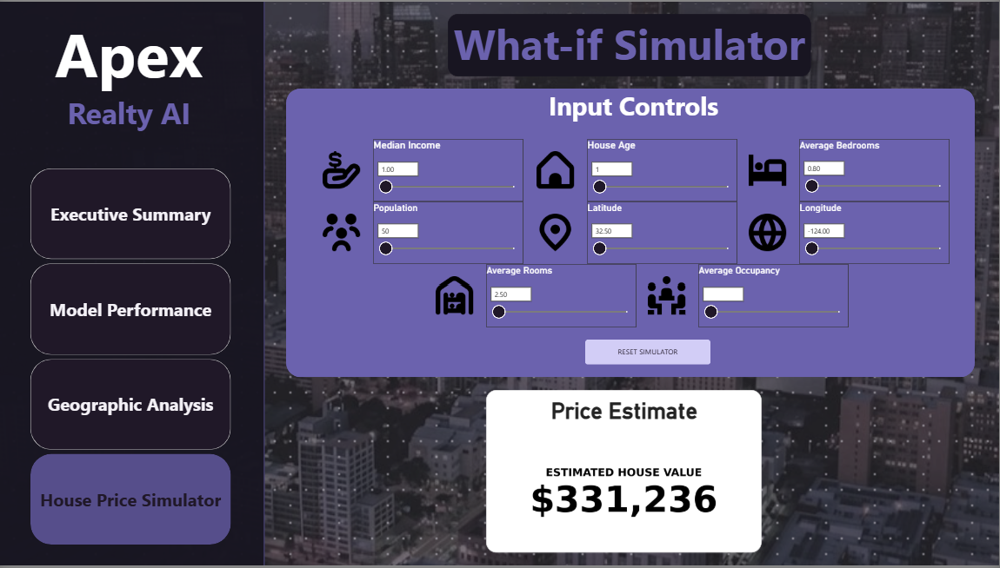 Apex
Realty AI
Executive Summary
Model Performance
Geographic Analysis
House Price Simulator
What-if Simulator
Input Controls
Median Income
1.00
House Age
1
Average Bedrooms
0.80
Population
50
Latitude
32.50
Longitude
-124.00
Average Rooms
2.50
Average Occupancy
RESET SIMULATOR
Price Estimate
ESTIMATED HOUSE VALUE
$331,236